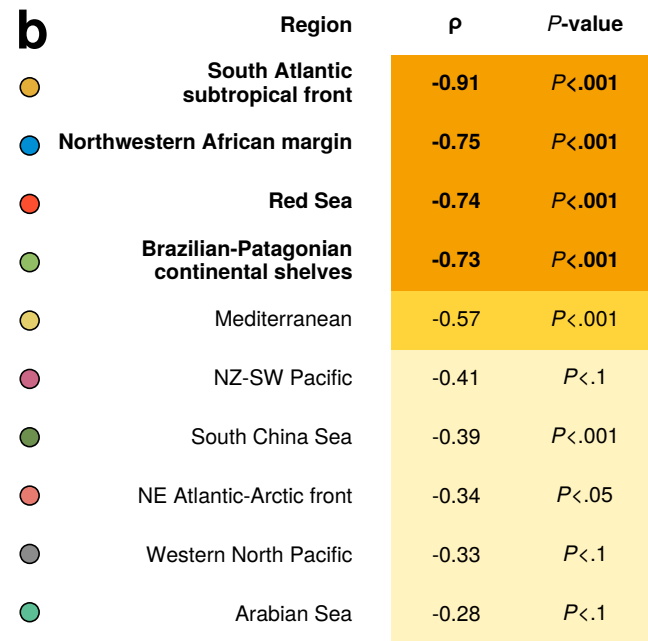 b Region ρ P-value
South Atlantic
subtropical front -0.91 P<.001
Northwestern African margin -0.75 P<.001
Red Sea -0.74 P<.001
Brazilian-Patagonian
continental shelves -0.73 P<.001
Mediterranean -0.57 P<.001
NZ-SW Pacific -0.41 P<.1
South China Sea -0.39 P<.001
NE Atlantic-Arctic front -0.34 P<.05
Western North Pacific -0.33 P<.1
Arabian Sea -0.28 P<.1